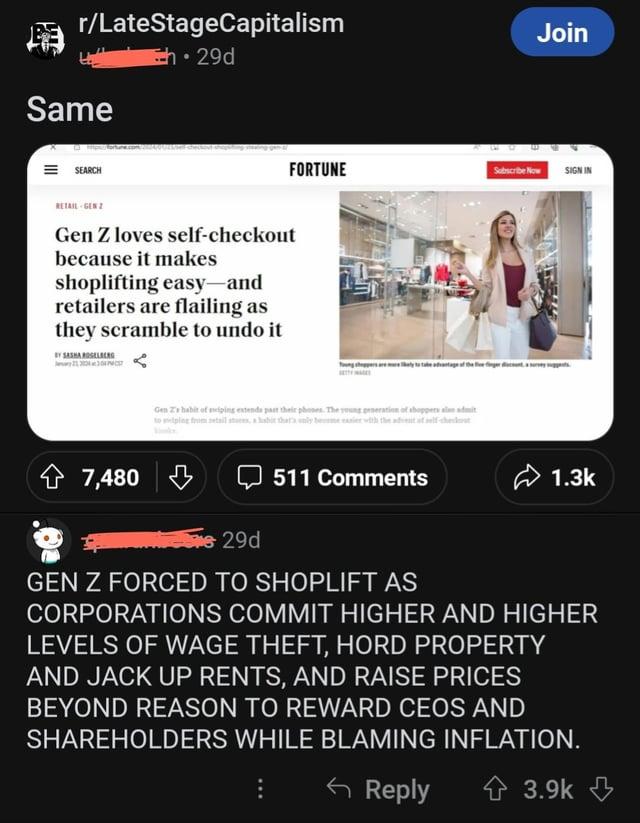 r/LateStageCapitalism
Join
• 29d
Same
https://fortune.com/2024/01/23/self-checkout-shoplifting-stealing-gen-z/
SEARCH
FORTUNE
Subscribe Now
SIGN IN
RETAIL · GEN Z
Gen Z loves self-checkout
because it makes
shoplifting easy—and
retailers are flailing as
they scramble to undo it
BY SASHA ROGELBERG
January 23, 2024 at 2:04 PM CST
Young shoppers are more likely to take advantage of the five-finger discount, a survey suggests.
GETTY IMAGES
Gen Z's habit of swiping extends past their phones. The young generation of shoppers also admit
to swiping from retail stores, a habit that's only become easier with the advent of self-checkout
kiosks.
7,480
511 Comments
1.3k
29d
GEN Z FORCED TO SHOPLIFT AS
CORPORATIONS COMMIT HIGHER AND HIGHER
LEVELS OF WAGE THEFT, HORD PROPERTY
AND JACK UP RENTS, AND RAISE PRICES
BEYOND REASON TO REWARD CEOS AND
SHAREHOLDERS WHILE BLAMING INFLATION.
Reply
3.9k